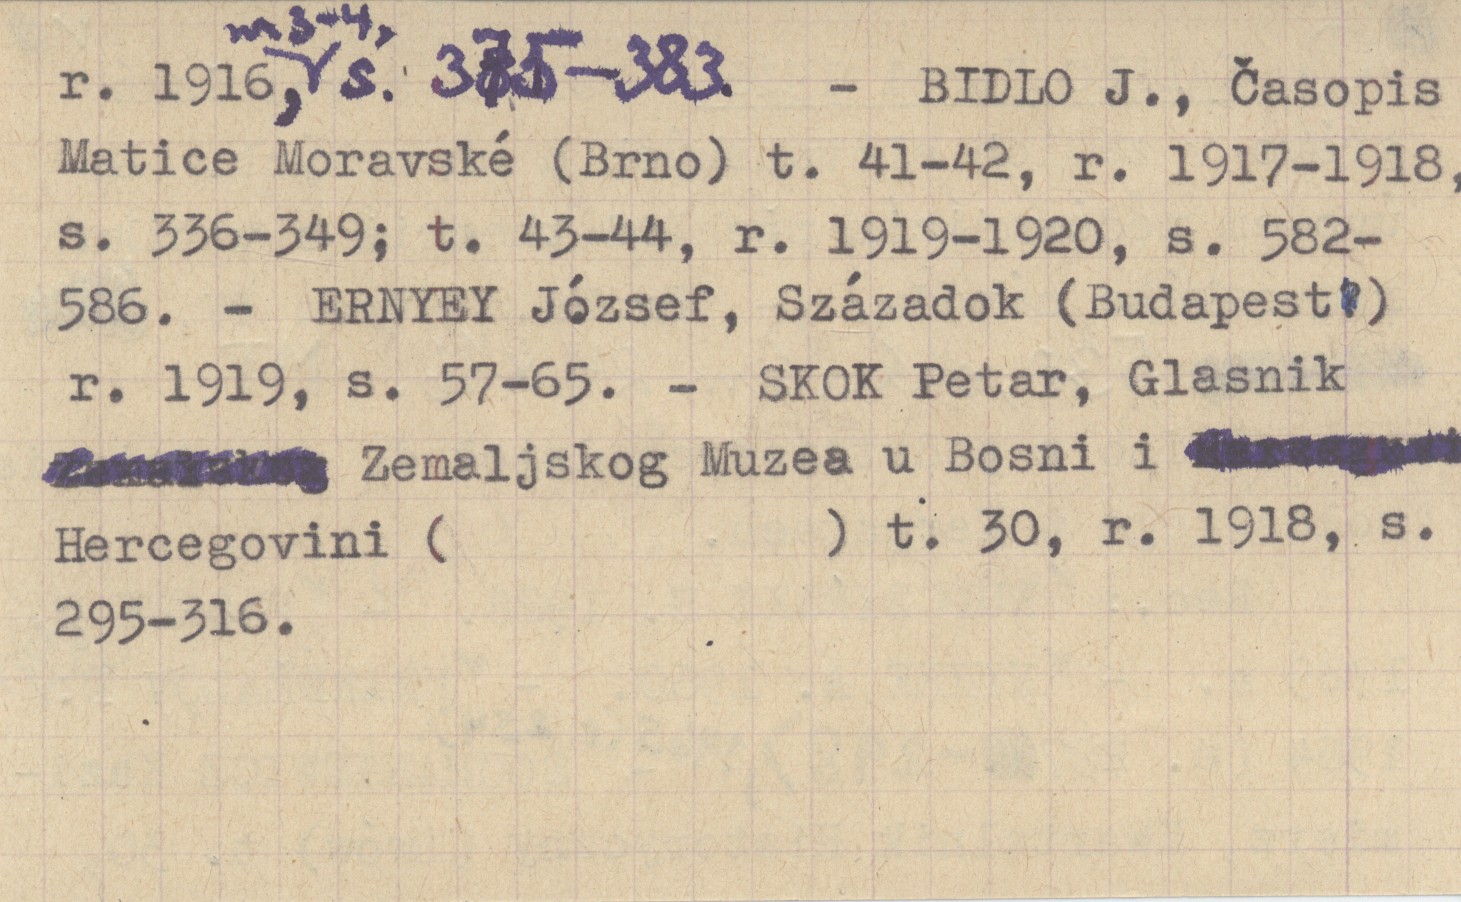 nr 3-4,
r. 1916, s. 375-383. - BIDLO J., Časopis
Matice Moravské (Brno) t. 41-42, r. 1917-1918,
s. 336-349; t. 43-44, r. 1919-1920, s. 582-
586. - ERNYEY József, Századok (Budapest)
r. 1919, s. 57-65. - SKOK Petar, Glasnik
Zemaljskog Muzea u Bosni i
Hercegovini ( ) t. 30, r. 1918, s.
295-316.